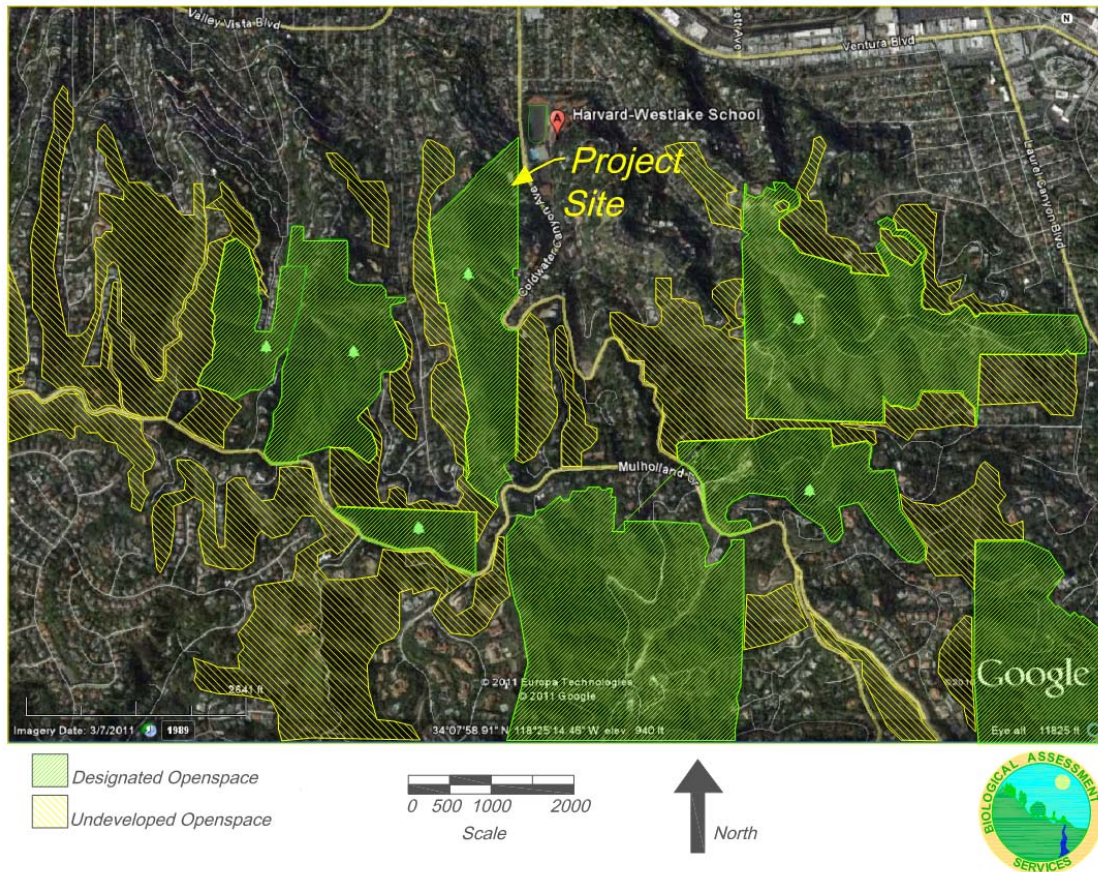 Valley Vista Blvd
Ventura Blvd
N
A
Harvard-Westlake School
Project
Site
Coldwater Canyon Ave
Laurel Canyon Blvd
Mulholland Dr
2641 ft
© 2011 Europa Technologies
© 2011 Google
Google
Imagery Date: 3/7/2011
1989
34°07'58.91" N 118°25'14.46" W elev 940 ft
Eye alt 11825 ft
Designated Openspace
Undeveloped Openspace
0 500 1000 2000
Scale
North
BIOLOGICAL ASSESSMENT
SERVICES